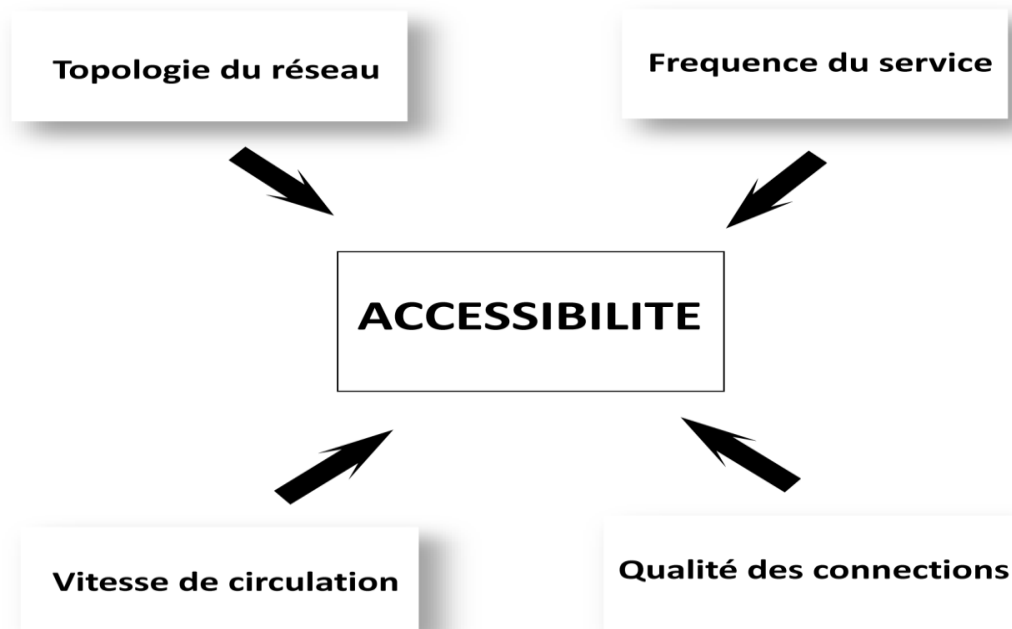 Topologie du réseau
Frequence du service
ACCESSIBILITE
Vitesse de circulation
Qualité des connections